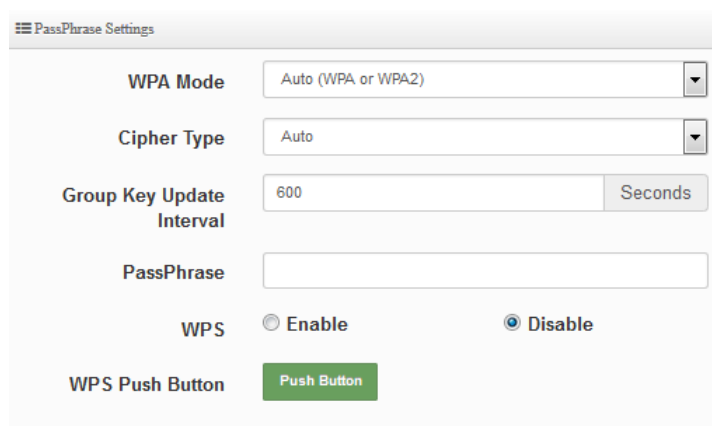 PassPhrase Settings
WPA Mode Auto (WPA or WPA2)
Cipher Type Auto
Group Key Update
Interval 600 Seconds
PassPhrase
WPS Enable Disable
WPS Push Button Push Button